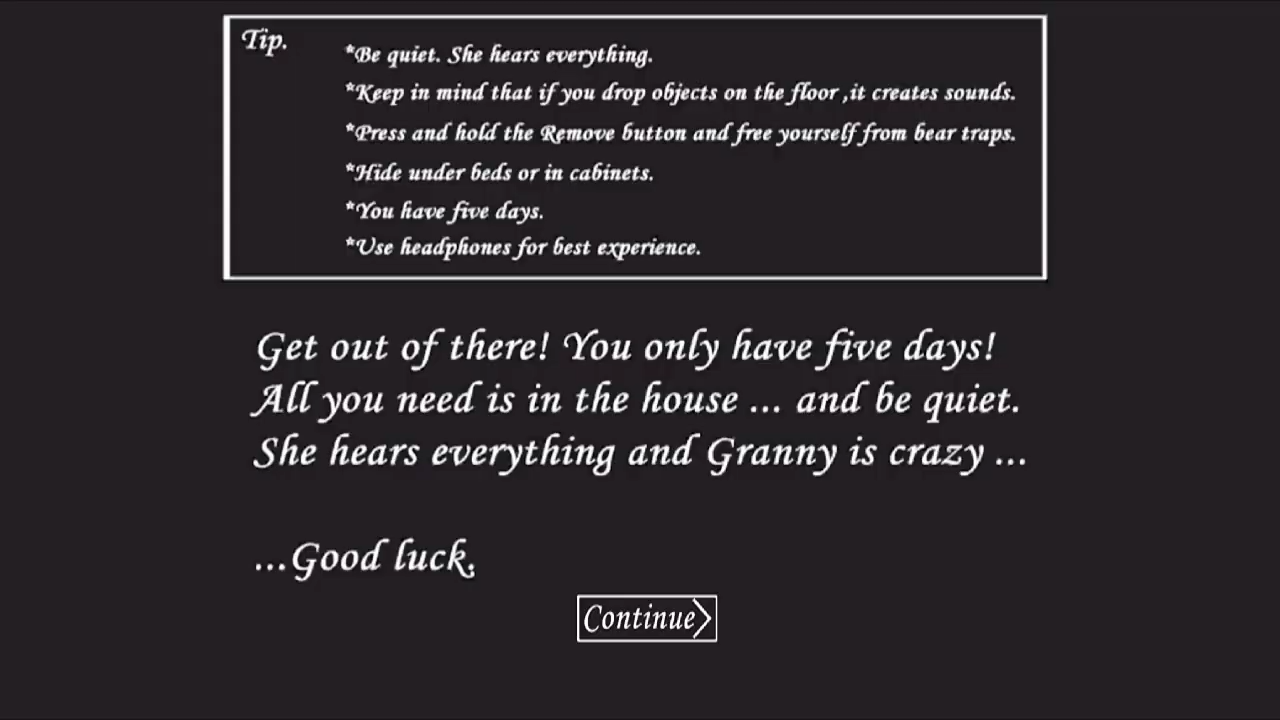 Tip.
*Be quiet. She hears everything.
*Keep in mind that if you drop objects on the floor ,it creates sounds.
*Press and hold the Remove button and free yourself from bear traps.
*Hide under beds or in cabinets.
*You have five days.
*Use headphones for best experience.
Get out of there! You only have five days!
All you need is in the house ... and be quiet.
She hears everything and Granny is crazy ...
...Good luck.
Continue>